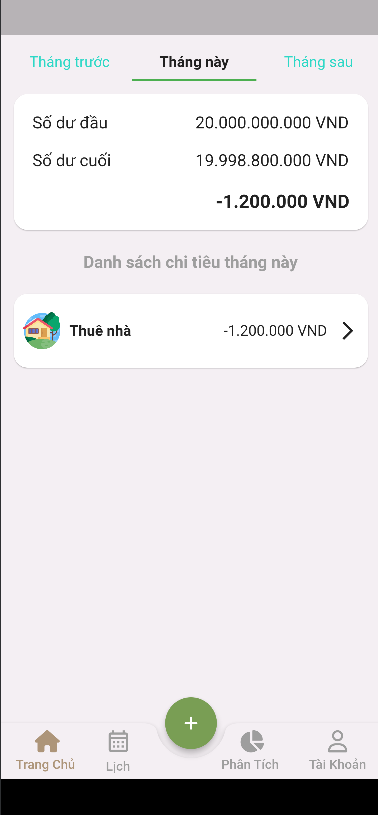 Tháng trước Tháng này Tháng sau
Số dư đầu 20.000.000.000 VND
Số dư cuối 19.998.800.000 VND
-1.200.000 VND
Danh sách chi tiêu tháng này
Thuê nhà -1.200.000 VND
Trang Chủ Lịch Phân Tích Tài Khoản